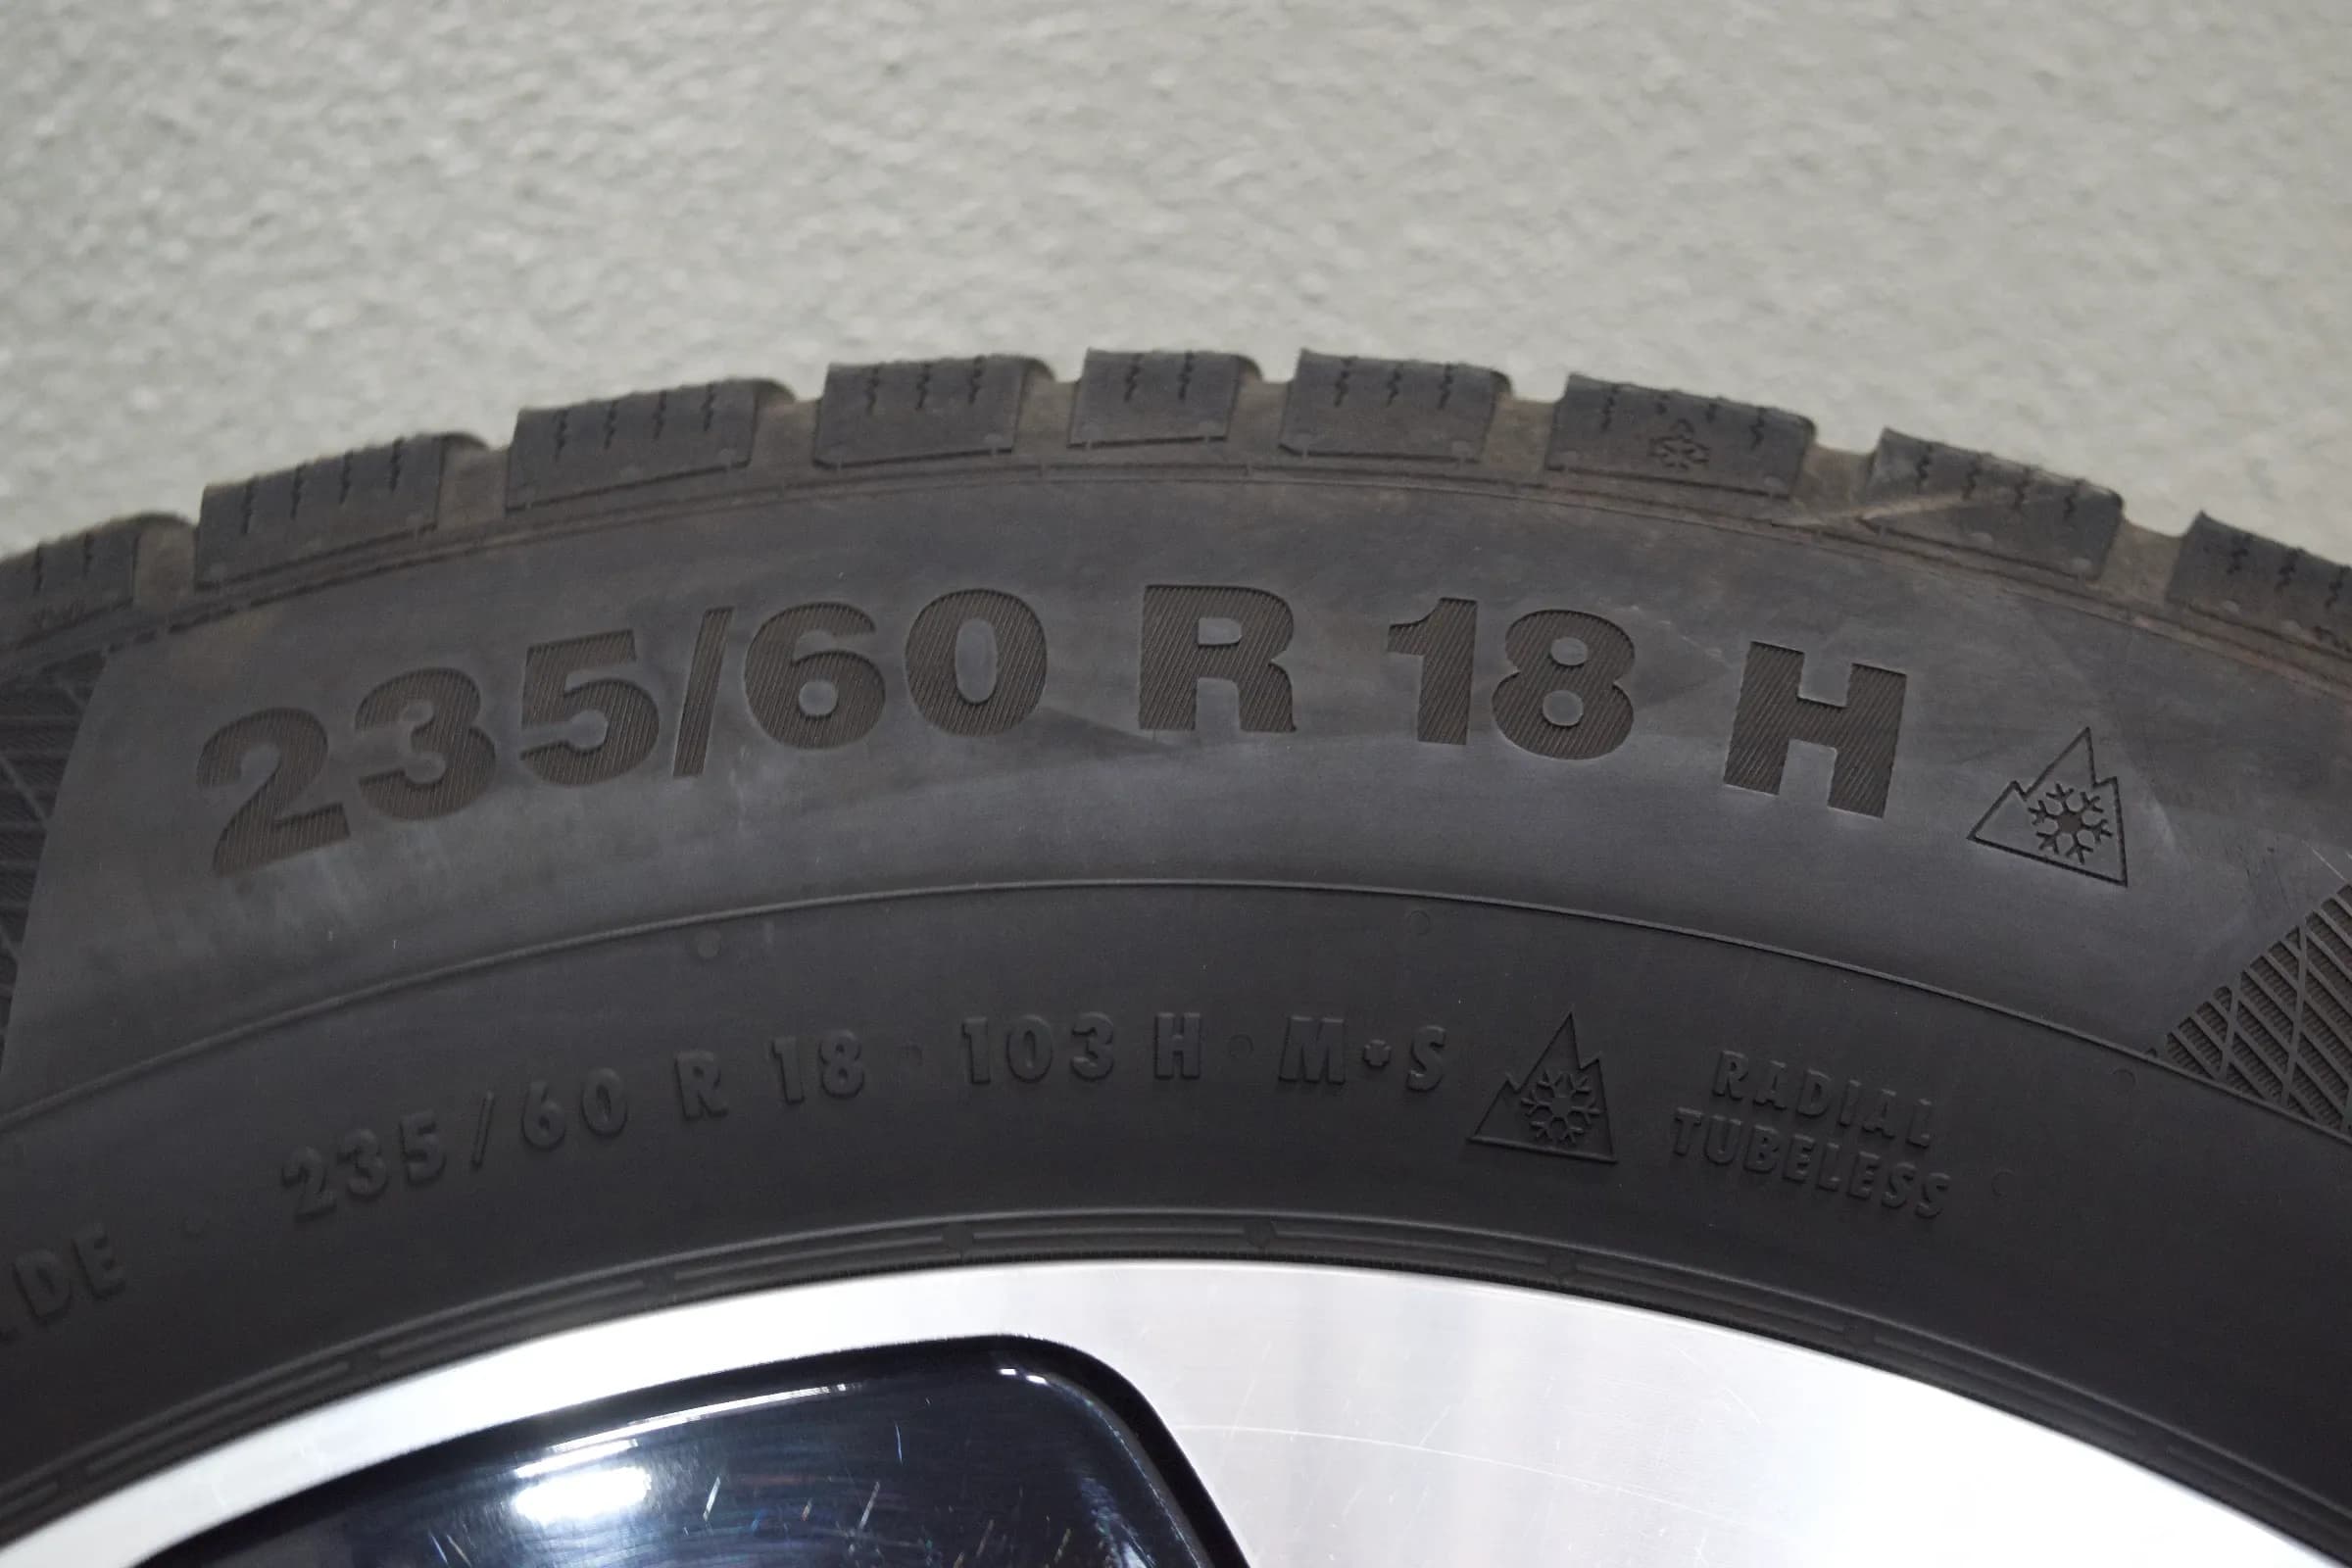 235/60 R 18 H
DE
235/60 R 18 · 103 H · M+S
RADIAL
TUBELESS